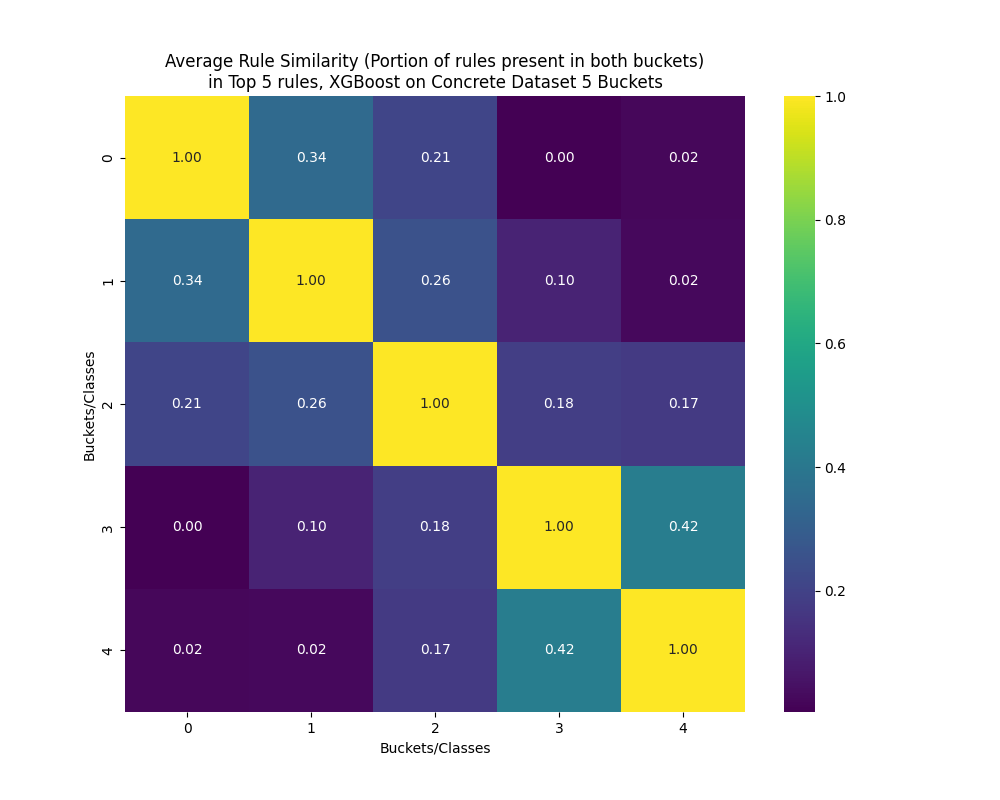 Average Rule Similarity (Portion of rules present in both buckets)
in Top 5 rules, XGBoost on Concrete Dataset 5 Buckets
1.0
0 1.00 0.34 0.21 0.00 0.02
0.8
1 0.34 1.00 0.26 0.10 0.02
0.6
Buckets/Classes
2 0.21 0.26 1.00 0.18 0.17
0.4
3 0.00 0.10 0.18 1.00 0.42
0.2
4 0.02 0.02 0.17 0.42 1.00
0 1 2 3 4
Buckets/Classes